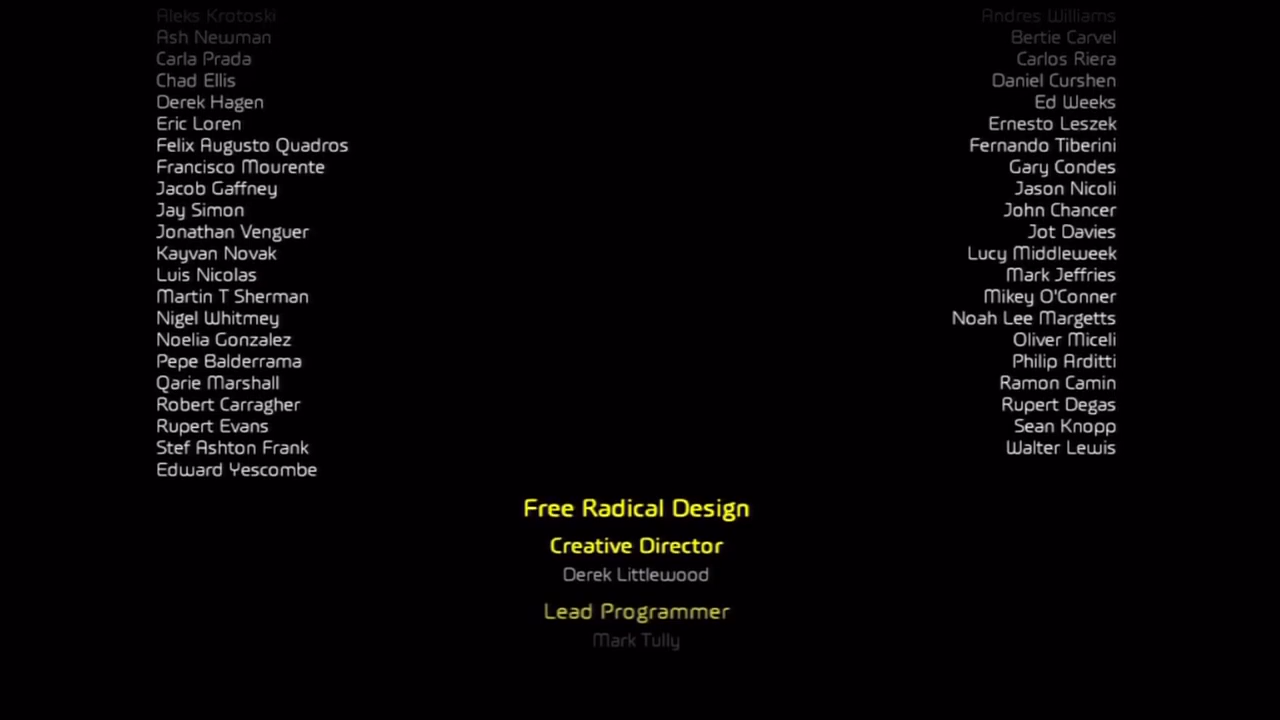 Aleks Krotoski Andres Williams
Ash Newman Bertie Carvel
Carla Prada Carlos Riera
Chad Ellis Daniel Curshen
Derek Hagen Ed Weeks
Eric Loren Ernesto Leszek
Felix Augusto Quadros Fernando Tiberini
Francisco Mourente Gary Condes
Jacob Gaffney Jason Nicoli
Jay Simon John Chancer
Jonathan Venguer Jot Davies
Kayvan Novak Lucy Middleweek
Luis Nicolas Mark Jeffries
Martin T Sherman Mikey O'Conner
Nigel Whitmey Noah Lee Margetts
Noelia Gonzalez Oliver Miceli
Pepe Balderrama Philip Arditti
Qarie Marshall Ramon Camin
Robert Carragher Rupert Degas
Rupert Evans Sean Knopp
Stef Ashton Frank Walter Lewis
Edward Yescombe
Free Radical Design
Creative Director
Derek Littlewood
Lead Programmer
Mark Tully